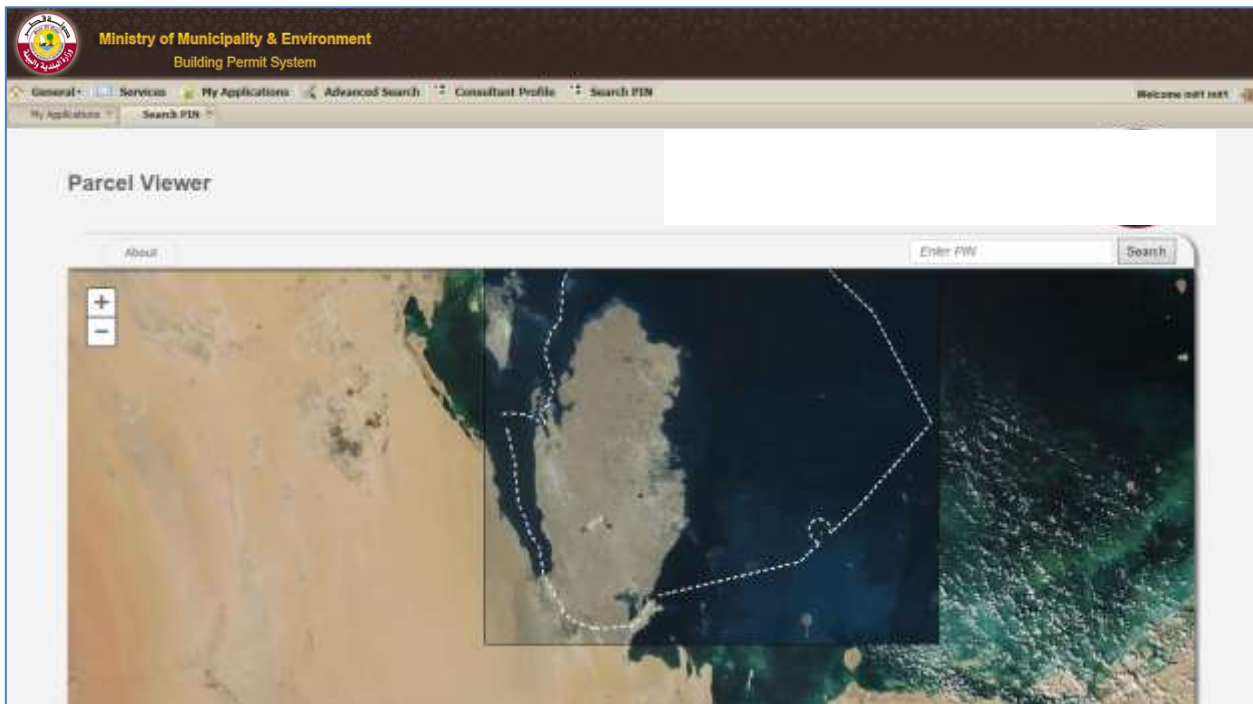 Ministry of Municipality & Environment
Building Permit System
General Services My Applications Advanced Search Consultant Profile Search PIN
Welcome
My Applications Search PIN
Parcel Viewer
About Enter PIN Search
+
−